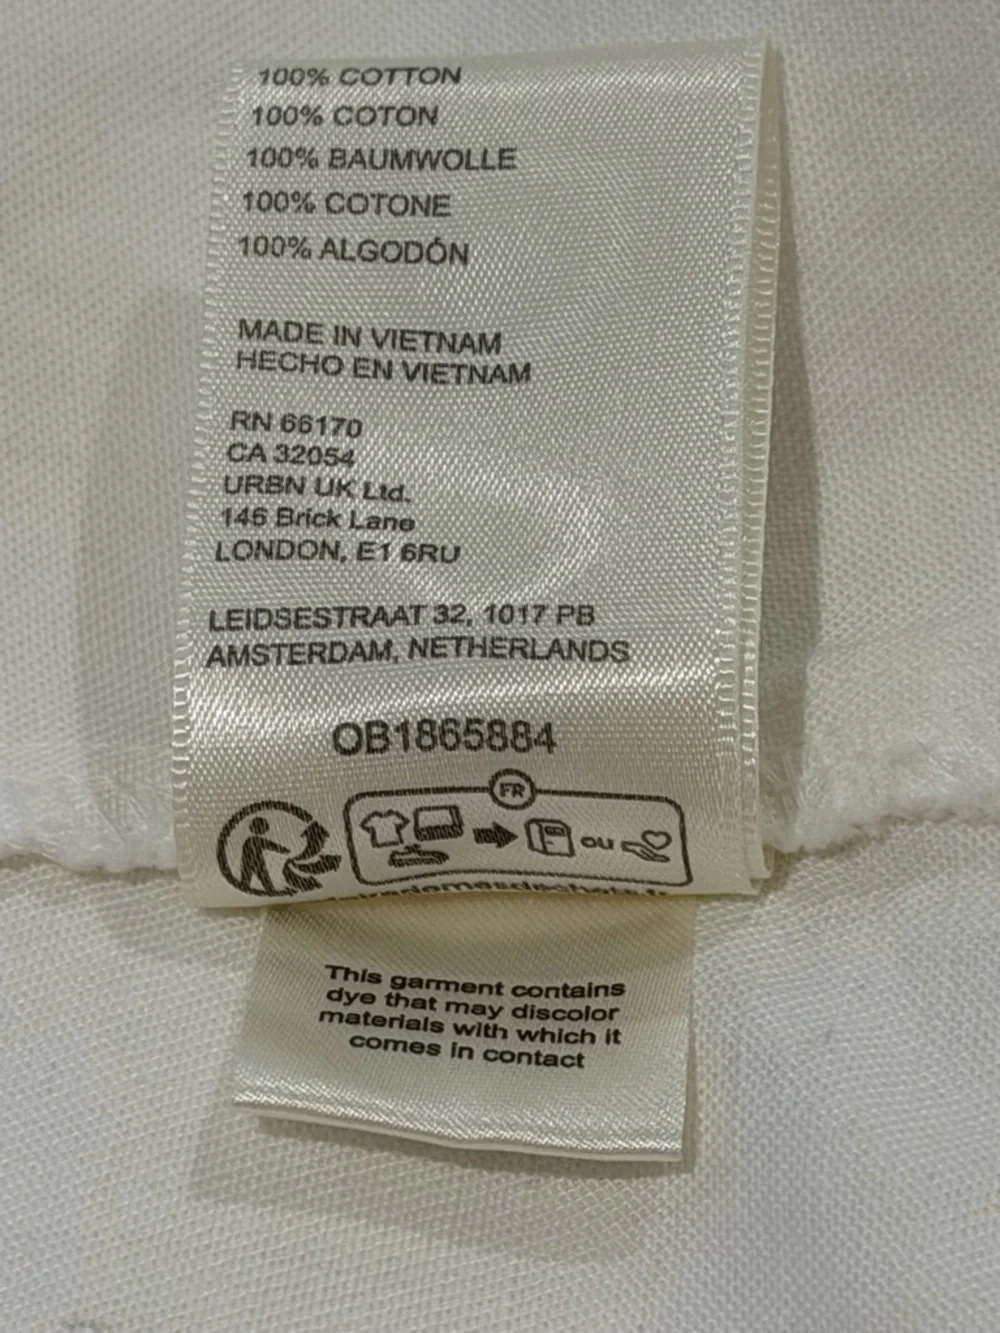 100% COTTON
100% COTON
100% BAUMWOLLE
100% COTONE
100% ALGODÓN
MADE IN VIETNAM
HECHO EN VIETNAM
RN 66170
CA 32054
URBN UK Ltd.
146 Brick Lane
LONDON, E1 6RU
LEIDSESTRAAT 32, 1017 PB
AMSTERDAM, NETHERLANDS
OB1865884
FR
ou
This garment contains
dye that may discolor
materials with which it
comes in contact